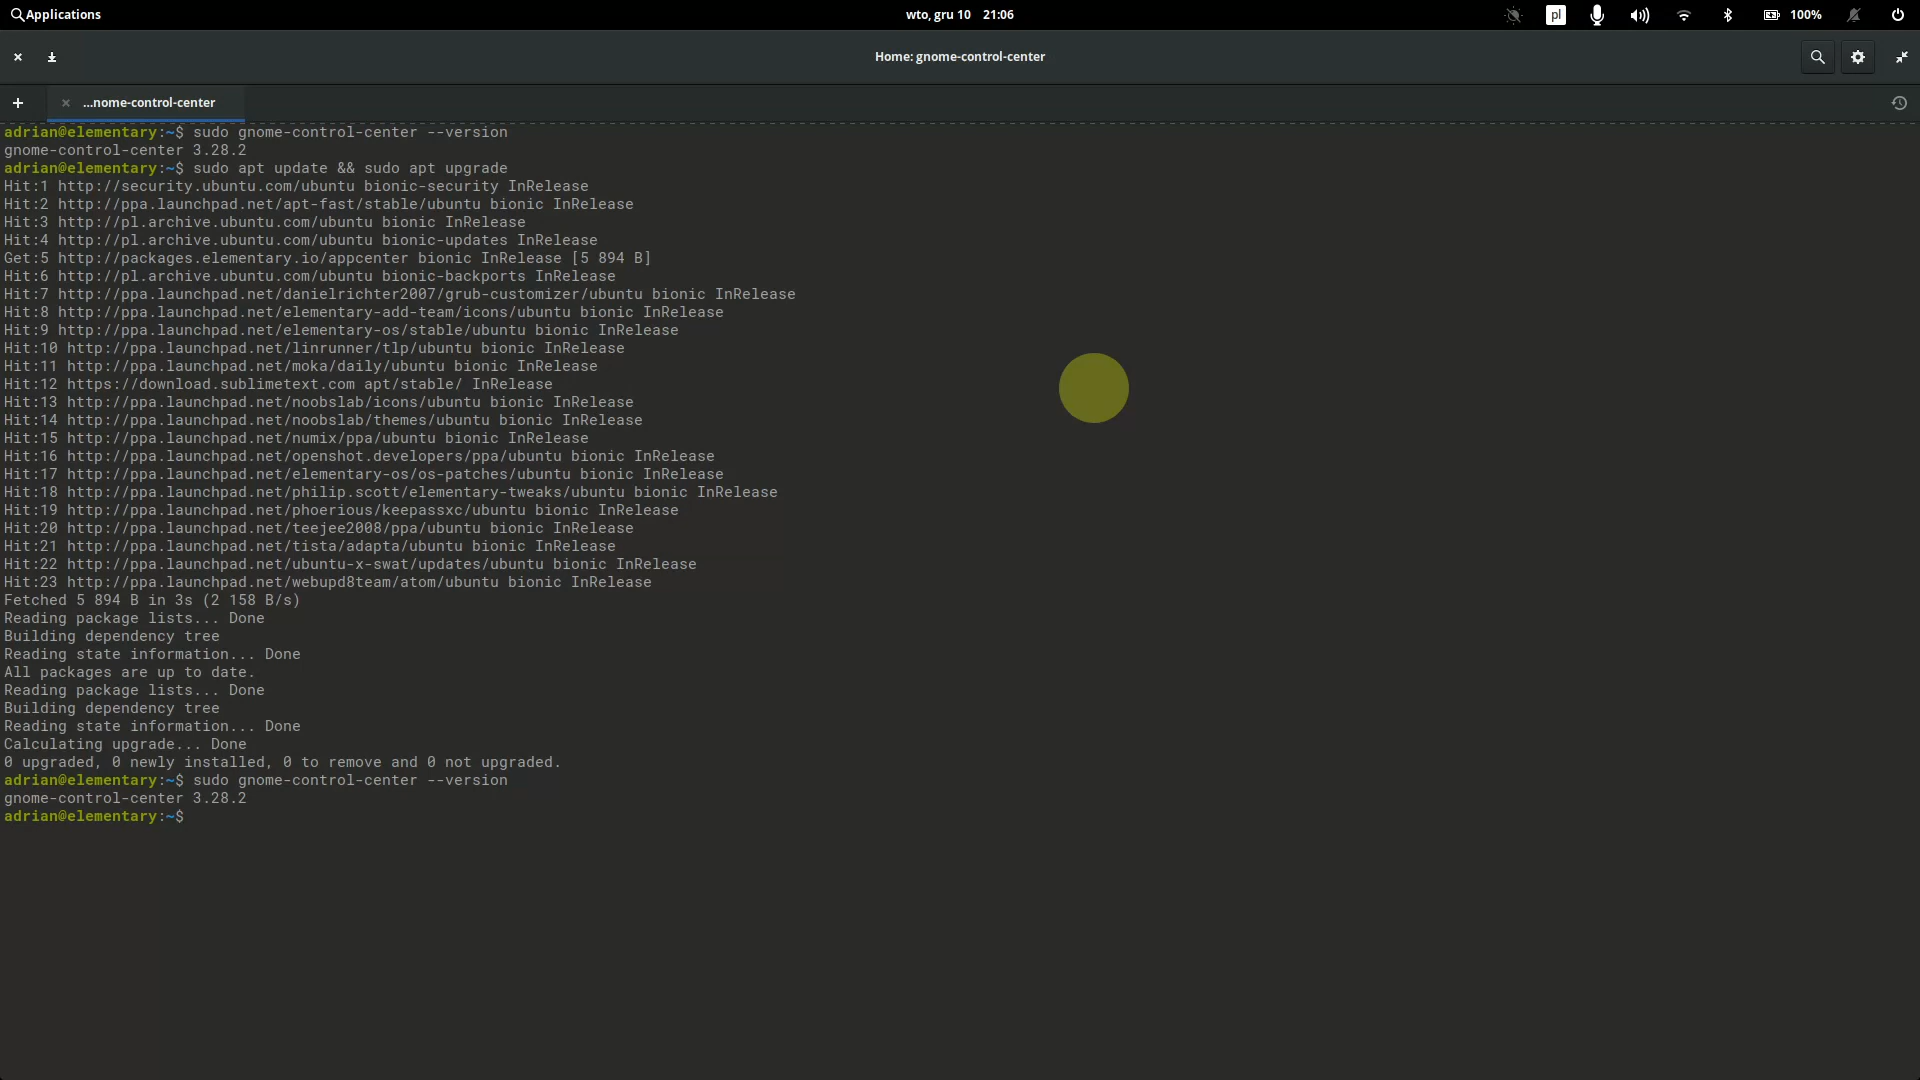 Applications
wto, gru 10 21:06
pl
100%
Home: gnome-control-center
...nome-control-center
adrian@elementary:~$ sudo gnome-control-center --version
gnome-control-center 3.28.2
adrian@elementary:~$ sudo apt update && sudo apt upgrade
Hit:1 http://security.ubuntu.com/ubuntu bionic-security InRelease
Hit:2 http://ppa.launchpad.net/apt-fast/stable/ubuntu bionic InRelease
Hit:3 http://pl.archive.ubuntu.com/ubuntu bionic InRelease
Hit:4 http://pl.archive.ubuntu.com/ubuntu bionic-updates InRelease
Get:5 http://packages.elementary.io/appcenter bionic InRelease [5 894 B]
Hit:6 http://pl.archive.ubuntu.com/ubuntu bionic-backports InRelease
Hit:7 http://ppa.launchpad.net/danielrichter2007/grub-customizer/ubuntu bionic InRelease
Hit:8 http://ppa.launchpad.net/elementary-add-team/icons/ubuntu bionic InRelease
Hit:9 http://ppa.launchpad.net/elementary-os/stable/ubuntu bionic InRelease
Hit:10 http://ppa.launchpad.net/linrunner/tlp/ubuntu bionic InRelease
Hit:11 http://ppa.launchpad.net/moka/daily/ubuntu bionic InRelease
Hit:12 https://download.sublimetext.com apt/stable/ InRelease
Hit:13 http://ppa.launchpad.net/noobslab/icons/ubuntu bionic InRelease
Hit:14 http://ppa.launchpad.net/noobslab/themes/ubuntu bionic InRelease
Hit:15 http://ppa.launchpad.net/numix/ppa/ubuntu bionic InRelease
Hit:16 http://ppa.launchpad.net/openshot.developers/ppa/ubuntu bionic InRelease
Hit:17 http://ppa.launchpad.net/elementary-os/os-patches/ubuntu bionic InRelease
Hit:18 http://ppa.launchpad.net/philip.scott/elementary-tweaks/ubuntu bionic InRelease
Hit:19 http://ppa.launchpad.net/phoerious/keepassxc/ubuntu bionic InRelease
Hit:20 http://ppa.launchpad.net/teejee2008/ppa/ubuntu bionic InRelease
Hit:21 http://ppa.launchpad.net/tista/adapta/ubuntu bionic InRelease
Hit:22 http://ppa.launchpad.net/ubuntu-x-swat/updates/ubuntu bionic InRelease
Hit:23 http://ppa.launchpad.net/webupd8team/atom/ubuntu bionic InRelease
Fetched 5 894 B in 3s (2 158 B/s)
Reading package lists... Done
Building dependency tree
Reading state information... Done
All packages are up to date.
Reading package lists... Done
Building dependency tree
Reading state information... Done
Calculating upgrade... Done
0 upgraded, 0 newly installed, 0 to remove and 0 not upgraded.
adrian@elementary:~$ sudo gnome-control-center --version
gnome-control-center 3.28.2
adrian@elementary:~$